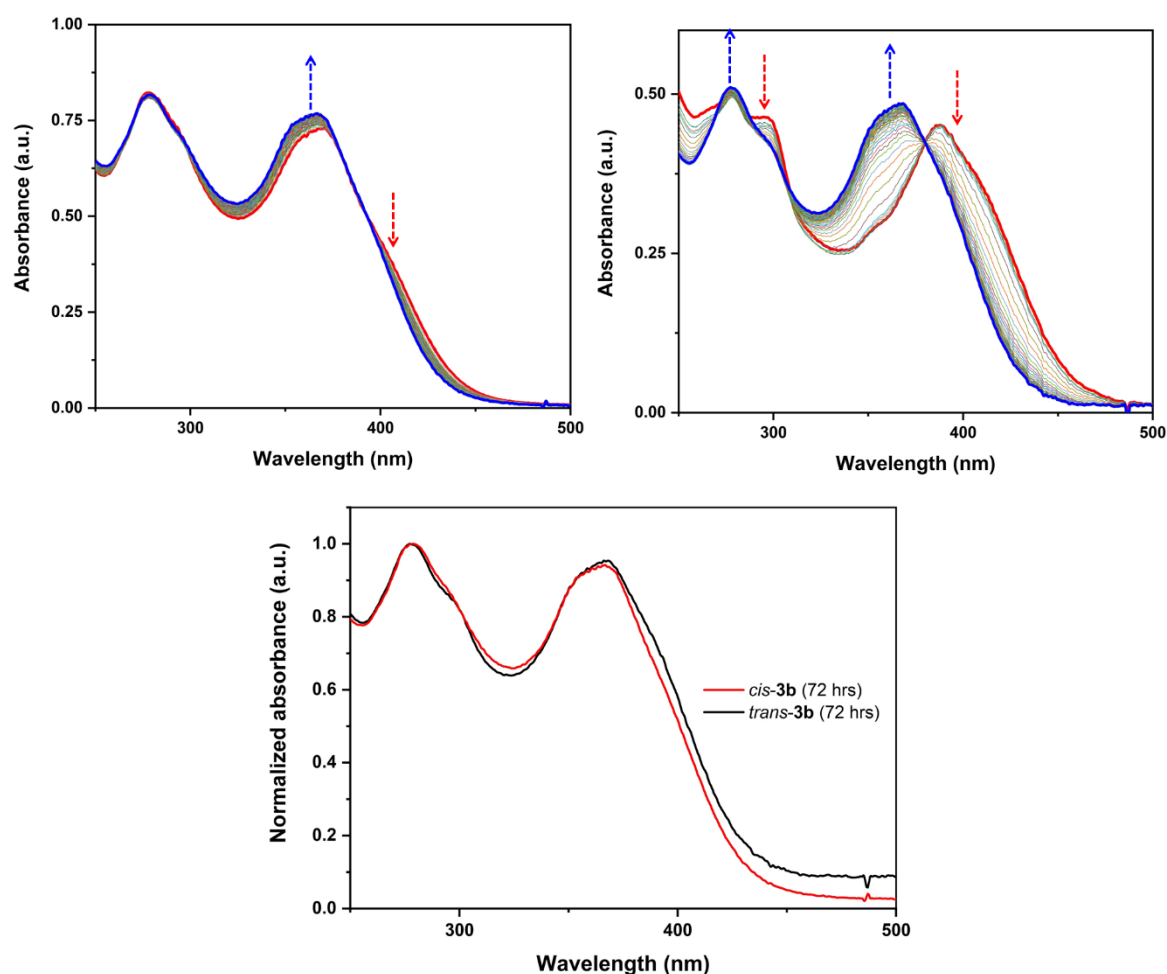 1.00
0.75
0.50
0.25
0.00
Absorbance (a.u.)
300
400
500
Wavelength (nm)
0.50
0.25
0.00
Absorbance (a.u.)
300
400
500
Wavelength (nm)
1.0
0.8
0.6
0.4
0.2
0.0
Normalized absorbance (a.u.)
cis-3b (72 hrs)
trans-3b (72 hrs)
300
400
500
Wavelength (nm)